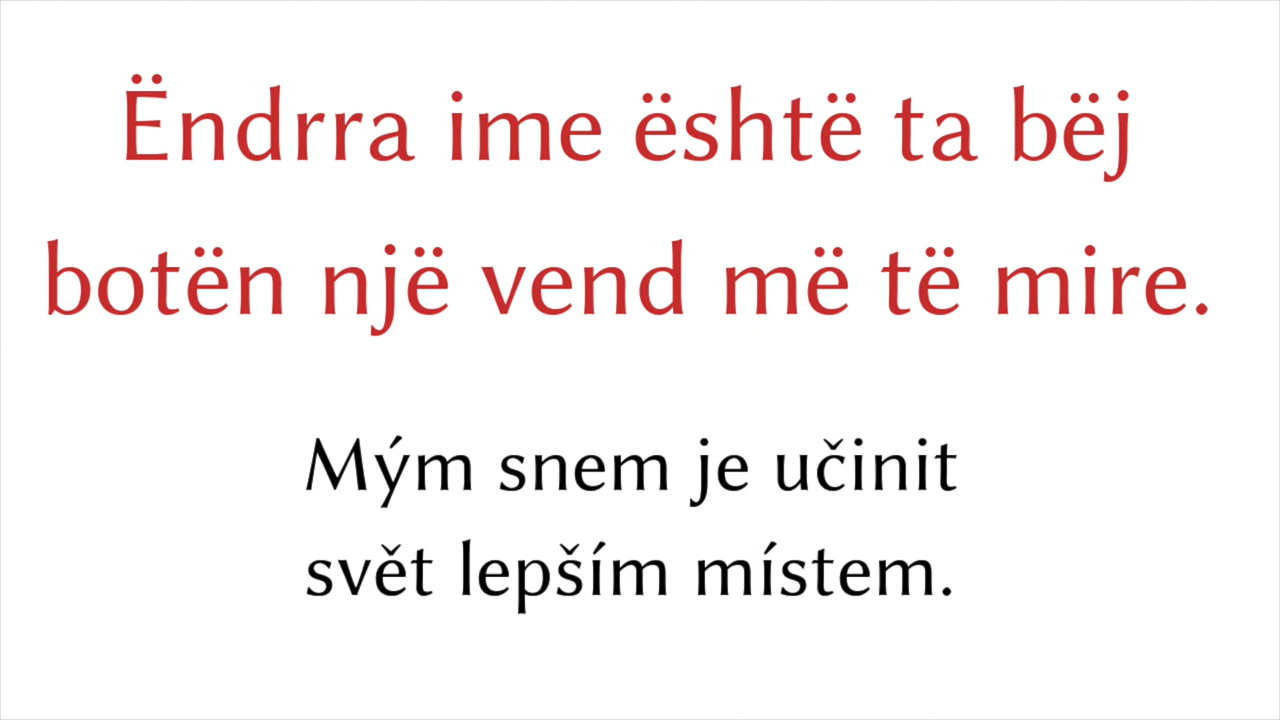 Ëndrra ime është ta bëj
botën një vend më të mire.
Mým snem je učinit
svět lepším místem.